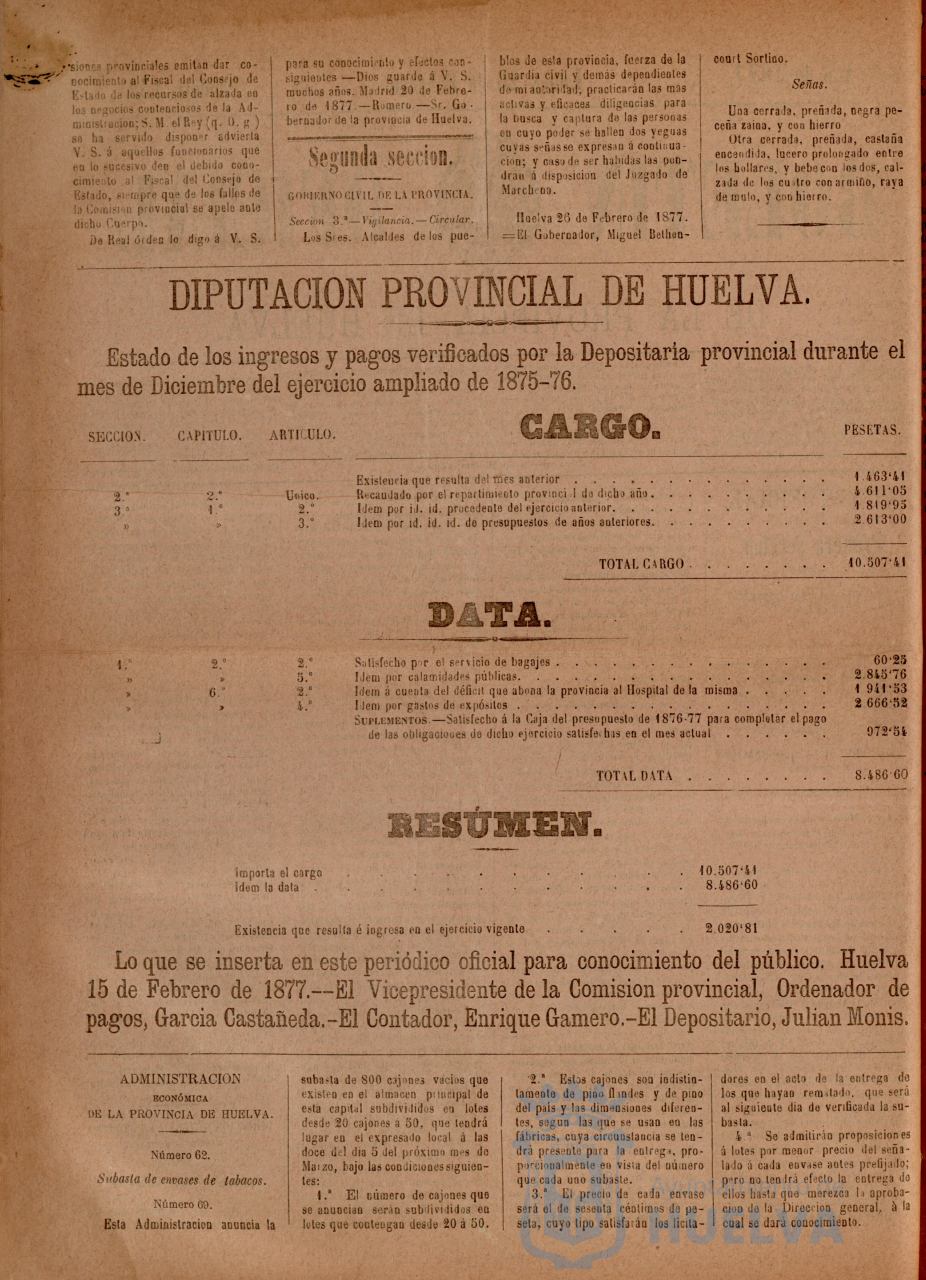 siones provinciales emitan dar co-
nocimiento al Fiscal del Consejo de
Estado de los recursos de alzada en
los negocios contenciosos de la Ad-
ministracion; S. M. el Rey (q. D. g )
se ha servido disponer advierta
V. S. á aquellos funcionarios que
en lo sucesivo den el debido cono-
cimiento al Fiscal del Consejo de
Estado, siempre que de los fallos de
la Comision provincial se apele ante
dicho Cuerpo.
De Real órden lo digo á V. S.
para su conocimiento y efectos con-
siguientes —Dios guarde á V. S.
muchos años. Madrid 20 de Febre-
ro de 1877.—Romero —Sr. Go-
bernador de la provincia de Huelva.
Segunda seccion.
GOBIERNO CIVIL DE LA PROVINCIA.
Seccion 3.ª—Vigilancia.—Circular.
Los Sres. Alcaldes de los pue-
blos de esta provincia, fuerza de la
Guardia civil y demás dependientes
de mi autoridad, practicarán las mas
activas y eficaces diligencias para
la busca y captura de las personas
en cuyo poder se hallen dos yeguas
cuyas señas se expresan á continua-
cion; y caso de ser habidas las pon-
dran á disposicion del Juzgado de
Marchena.
Huelva 26 de Febrero de 1877.
=El Gobernador, Miguel Bethen-
court Sortino.
Señas.
Una cerrada, preñada, negra pe-
ceña zaina, y con hierro
Otra cerrada, preñada, castaña
encendida, lucero prolongado entre
los hollares, y bebe con los dos, cal-
zada de los cuatro con armiño, raya
de mulo, y con hierro.
DIPUTACION PROVINCIAL DE HUELVA.
Estado de los ingresos y pagos verificados por la Depositaria provincial durante el
mes de Diciembre del ejercicio ampliado de 1875-76.
CARGO.
SECCION. CAPITULO. ARTICULO. PESETAS.
Existencia que resulta del mes anterior . . . . . . . . . . . . 1.463‘41
2.ª 2.° Unico. Recaudado por el repartimiento provincial de dicho año. . . . . . . . 4.611‘05
3.ª 1.° 2.° Idem por id. id. procedente del ejercicio anterior. . . . . . . . . . 1.819‘95
» » 3.° Idem por id. id. id. de presupuestos de años anteriores. . . . . . . . 2.613‘00
TOTAL CARGO . . . . . . . 10.507‘41
DATA.
1.ª 2.° 2.° Satisfecho por el servicio de bagajes . . . . . . . . . . . . 60‘25
» » 5.° Idem por calamidades públicas. . . . . . . . . . . . . . 2.845‘76
» 6.° 2.° Idem á cuenta del déficit que abona la provincia al Hospital de la misma . . . . . 1 941‘53
» » 4.° Idem por gastos de expósitos . . . . . . . . . . . . . . 2 666‘52
SUPLEMENTOS.—Satisfecho á la Caja del presupuesto de 1876-77 para completar el pago
de las obligaciones de dicho ejercicio satisfechas en el mes actual . . . . . . 972‘54
TOTAL DATA . . . . . . . 8.486‘60
RESÚMEN.
Importa el cargo . . . . . . . . . . 10.507‘41
Idem la data . . . . . . . . . . 8.486‘60
Existencia que resulta é ingresa en el ejercicio vigente . . . . . 2.020‘81
Lo que se inserta en este periódico oficial para conocimiento del público. Huelva
15 de Febrero de 1877.--El Vicepresidente de la Comision provincial, Ordenador de
pagos, Garcia Castañeda.-El Contador, Enrique Gamero.-El Depositario, Julian Monis.
ADMINISTRACION
ECONÓMICA
DE LA PROVINCIA DE HUELVA.
Número 62.
Subasta de envases de tabacos.
Número 69.
Esta Administracion anuncia la
subasta de 800 cajones vacios que
existen en el almacen principal de
esta capital subdivididos en lotes
desde 20 cajones a 50, que tendrá
lugar en el expresado local á las
doce del dia 5 del próximo mes de
Marzo, bajo las condiciones siguien-
tes:
1.ª El número de cajones que
se anuncian serán subdivididos en
lotes que contengan desde 20 á 50.
2.ª Estos cajones son indistin-
tamente de pino flandes y de pino
del pais y las dimensiones diferen-
tes, segun las que se usan en las
fábricas, cuya circunstancia se ten-
drá presente para la entrega, pro-
porcionalmente en vista del número
que cada uno subaste.
3.ª El precio de cada envase
será el de sesenta céntimos de pe-
seta, cuyo tipo satisfarán los licita-
dores en el acto de la entrega de
los que hayan rematado, que será
al siguiente dia de verificada la su-
basta.
4.ª Se admitirán proposiciones
á lotes por menor precio del seña-
lado á cada envase antes prefijado;
pero no tendrá efecto la entrega de
ellos hasta que merezca la aproba-
cion de la Direccion general, á la
cual se dará conocimiento.
HUELVA